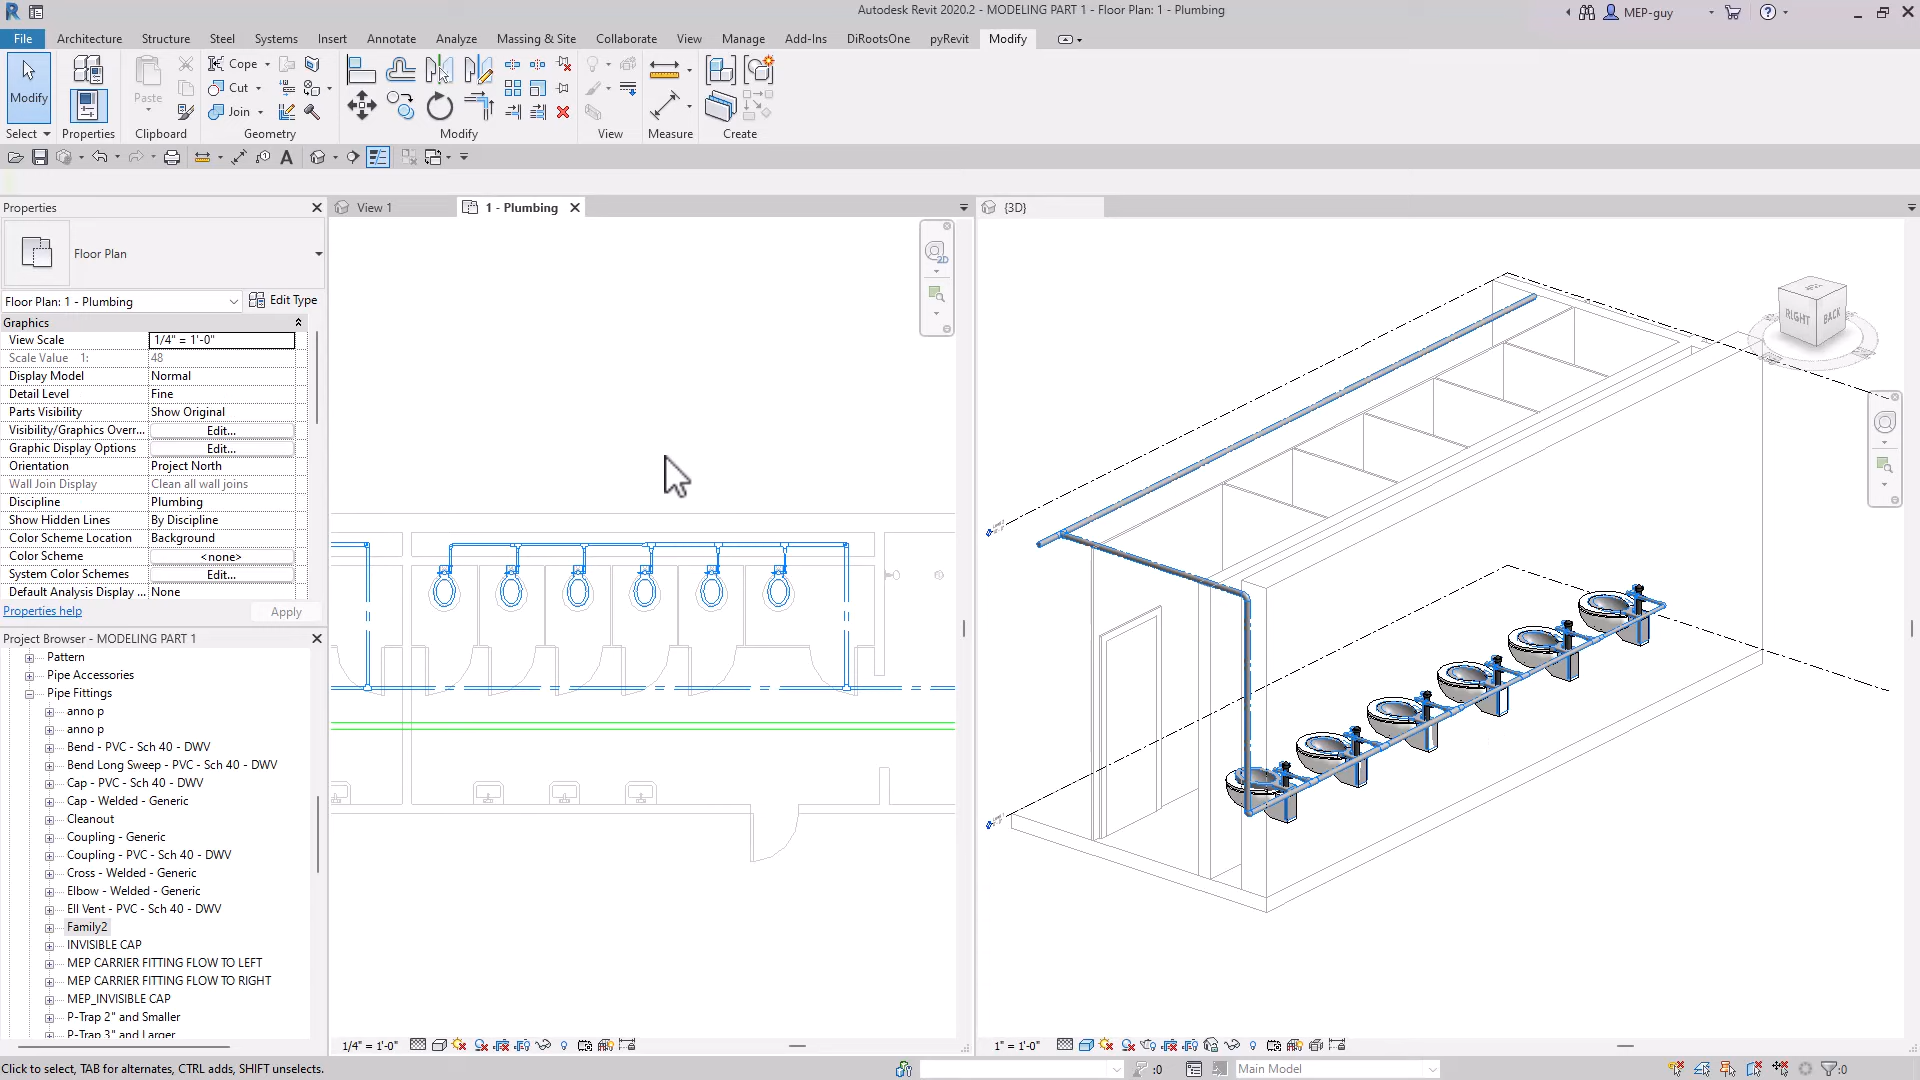 Autodesk Revit 2020.2 - MODELING PART 1 - Floor Plan: 1 - Plumbing
MEP-guy
File Architecture Structure Steel Systems Insert Annotate Analyze Massing & Site Collaborate View Manage Add-Ins DiRootsOne pyRevit Modify
Modify
Paste
Cope
Cut
Join
Select Properties Clipboard Geometry Modify View Measure Create
Properties
View 1
1 - Plumbing
{3D}
Floor Plan
Floor Plan: 1 - Plumbing
Edit Type
Graphics
View Scale 1/4" = 1'-0"
Scale Value 1: 48
Display Model Normal
Detail Level Fine
Parts Visibility Show Original
Visibility/Graphics Overr... Edit...
Graphic Display Options Edit...
Orientation Project North
Wall Join Display Clean all wall joins
Discipline Plumbing
Show Hidden Lines By Discipline
Color Scheme Location Background
Color Scheme <none>
System Color Schemes Edit...
Default Analysis Display ... None
Properties help
Apply
2D
RIGHT
BACK
Project Browser - MODELING PART 1
Pattern
Pipe Accessories
Pipe Fittings
anno p
anno p
Bend - PVC - Sch 40 - DWV
Bend Long Sweep - PVC - Sch 40 - DWV
Cap - PVC - Sch 40 - DWV
Cap - Welded - Generic
Cleanout
Coupling - Generic
Coupling - PVC - Sch 40 - DWV
Cross - Welded - Generic
Elbow - Welded - Generic
Ell Vent - PVC - Sch 40 - DWV
Family2
INVISIBLE CAP
MEP CARRIER FITTING FLOW TO LEFT
MEP CARRIER FITTING FLOW TO RIGHT
MEP_INVISIBLE CAP
P-Trap 2" and Smaller
P-Trap 3" and Larger
1/4" = 1'-0"
1" = 1'-0"
Click to select, TAB for alternates, CTRL adds, SHIFT unselects.
:0
Main Model
:0